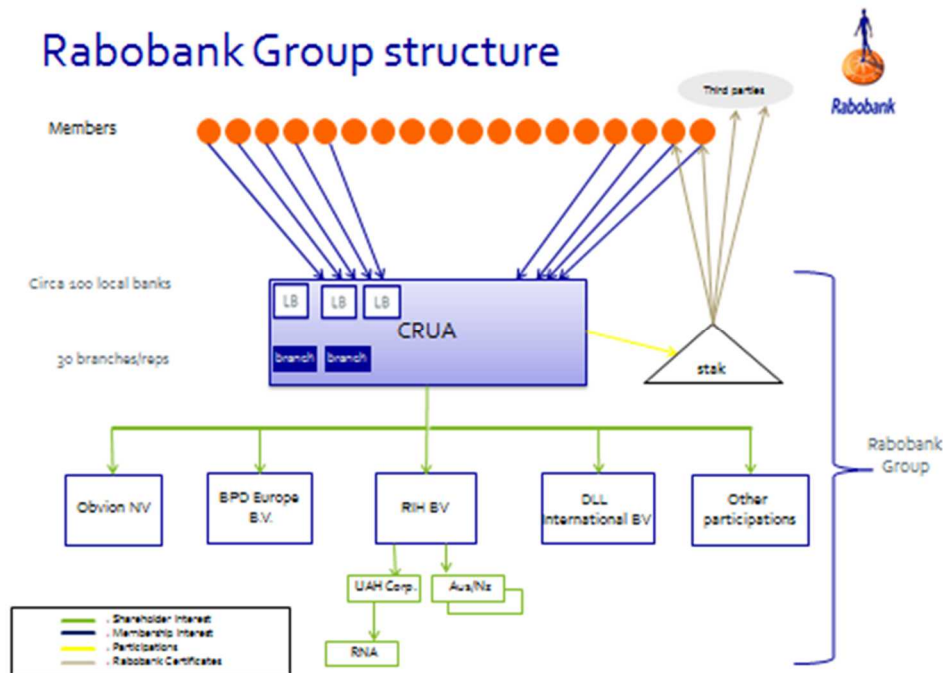 Rabobank Group structure
Third parties
Rabobank
Members
Circa 100 local banks
LB
LB
LB
CRUA
30 branches/reps
branch
branch
stak
Rabobank
Group
Obvion NV
BPD Europe
B.V.
RIH BV
DLL
International BV
Other
participations
UAH Corp.
Aus/Nz
RNA
: Shareholder Interest
: Membership Interest
: Participations
: Rabobank Certificates